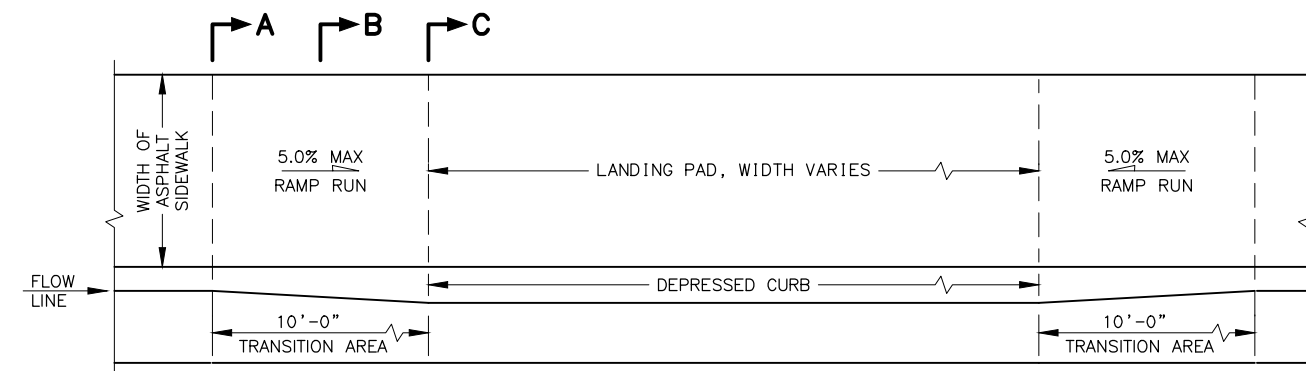 A
B
C
WIDTH OF
ASPHALT
SIDEWALK
5.0% MAX
RAMP RUN
LANDING PAD, WIDTH VARIES
5.0% MAX
RAMP RUN
FLOW
LINE
DEPRESSED CURB
10'-0"
TRANSITION AREA
10'-0"
TRANSITION AREA